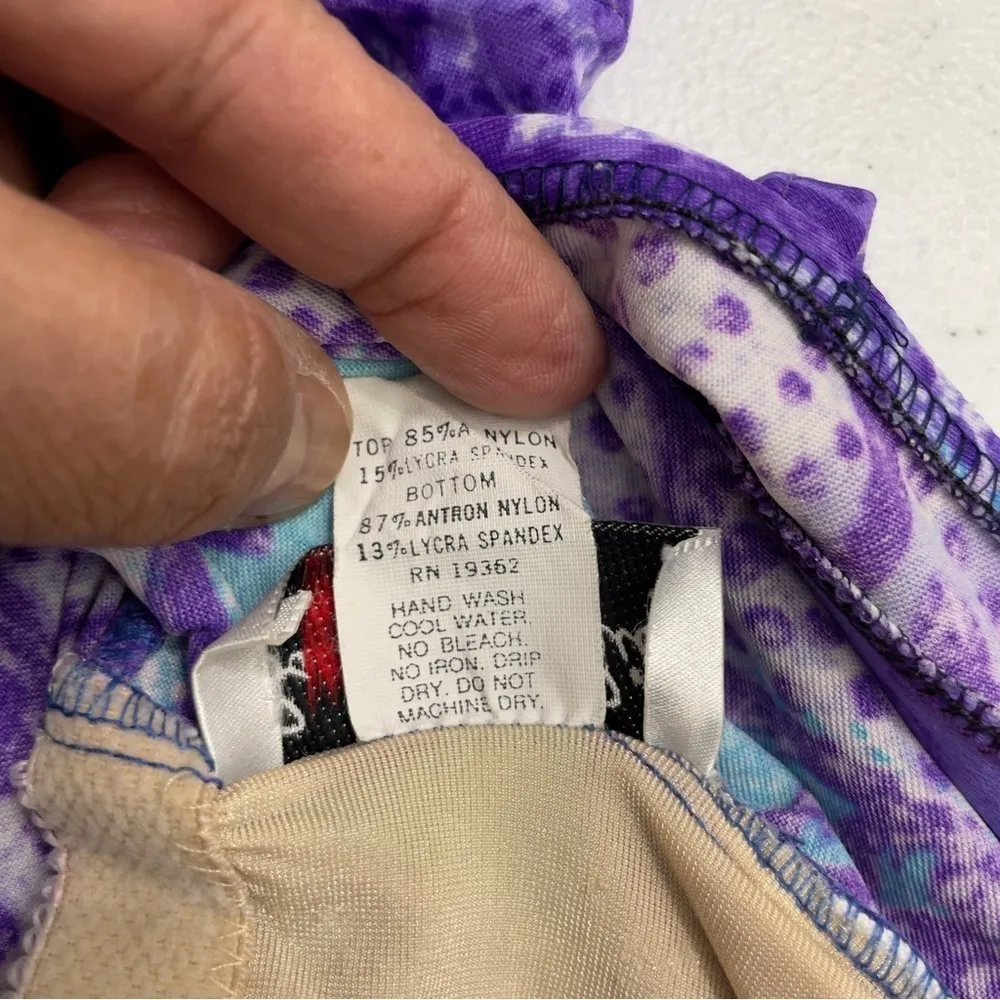 TOP 85% A NYLON
15% LYCRA SPANDEX
BOTTOM
87% ANTRON NYLON
13% LYCRA SPANDEX
RN 19362
HAND WASH
COOL WATER.
NO BLEACH.
NO IRON. DRIP
DRY. DO NOT
MACHINE DRY.